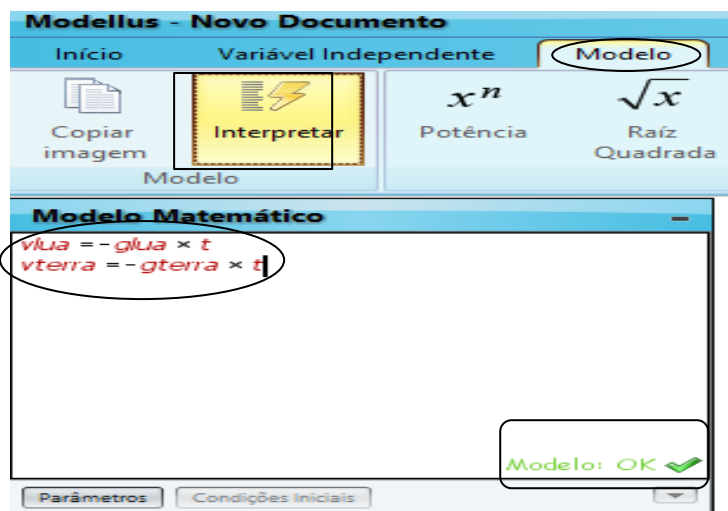 Modellus - Novo Documento
Início Variável Independente Modelo
Copiar imagem Interpretar xⁿ Potência √x Raíz Quadrada
Modelo
Modelo Matemático
vlua = - glua × t
vterra = - gterra × t
Modelo: OK
Parâmetros Condições Iniciais